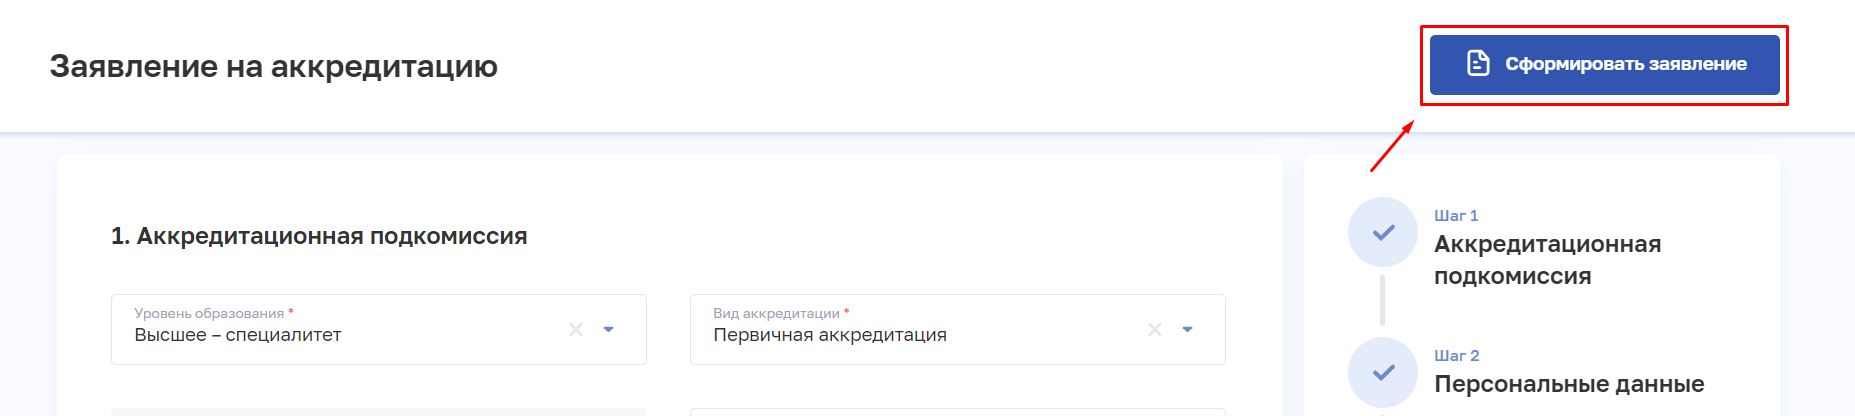 Заявление на аккредитацию
Сформировать заявление
1. Аккредитационная подкомиссия
Уровень образования *
Высшее – специалитет
Вид аккредитации *
Первичная аккредитация
Шаг 1
Аккредитационная
подкомиссия
Шаг 2
Персональные данные